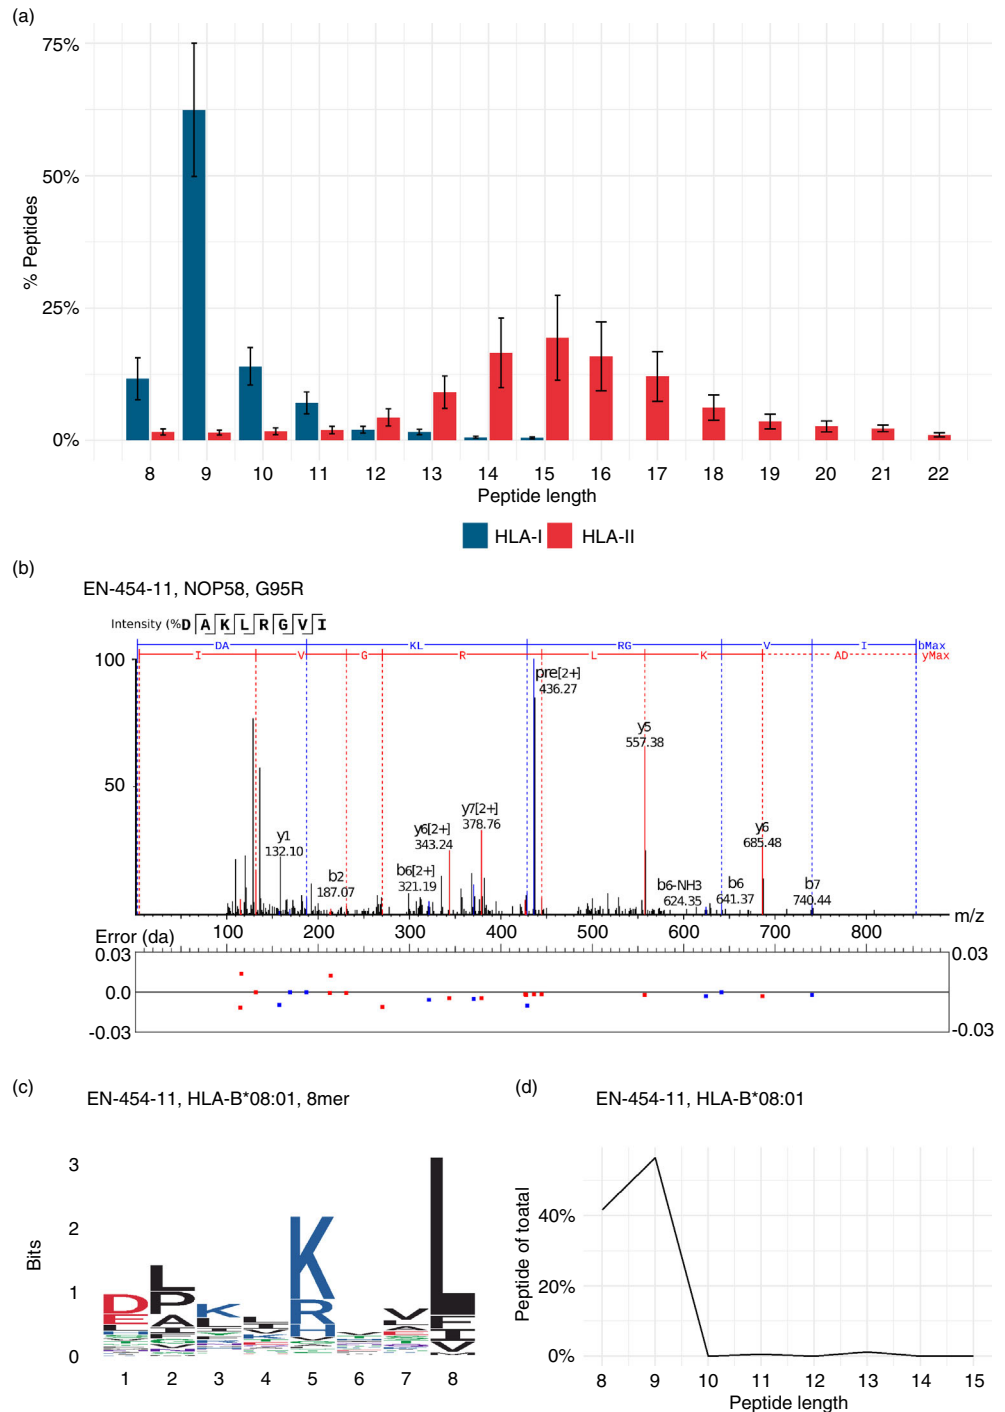 (a)
75%
50%
25%
0%
% Peptides
8 9 10 11 12 13 14 15 16 17 18 19 20 21 22
Peptide length
HLA-I HLA-II
(b)
EN-454-11, NOP58, G95R
Intensity (% D A K L R G V I
DA KL RG V I bMax
I V G R L K AD yMax
100
50
pre[2+]
436.27
y5
557.38
y7[2+]
378.76
y6[2+]
343.24
y1
132.10
b2
187.07
b6[2+]
321.19
y6
685.48
b6-NH3
624.35
b6
641.37
b7
740.44
m/z
100 200 300 400 500 600 700 800
Error (da)
0.03 0.03
0.0
-0.03 -0.03
(c)
EN-454-11, HLA-B*08:01, 8mer
3
2
1
0
Bits
D E
L P A
K L
K R H
V
L F I V
1 2 3 4 5 6 7 8
(d)
EN-454-11, HLA-B*08:01
40%
20%
0%
Peptide of toatal
8 9 10 11 12 13 14 15
Peptide length